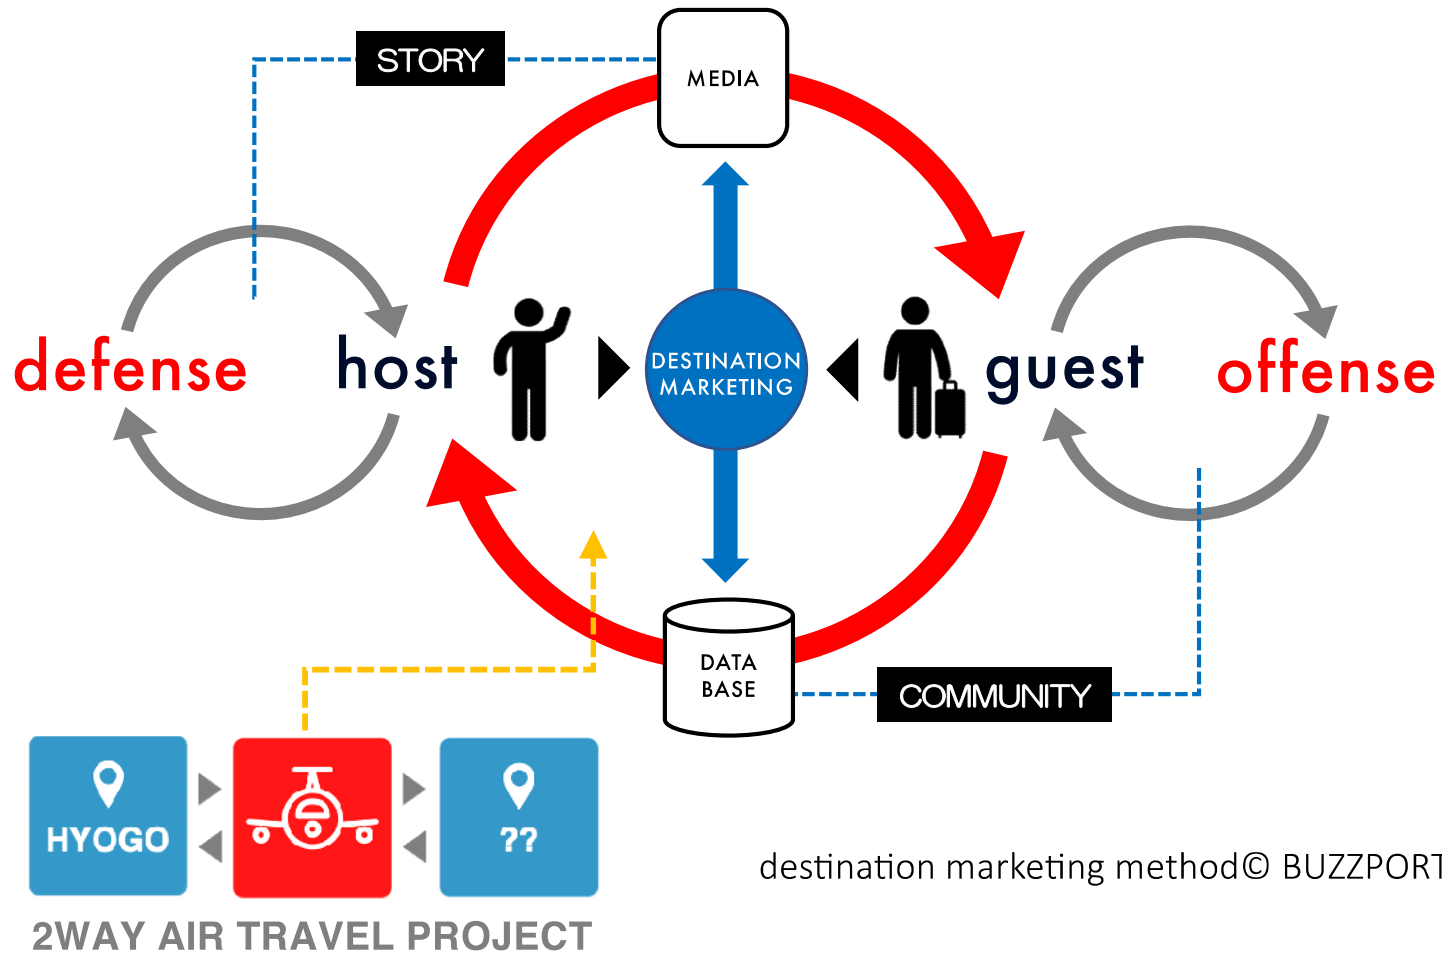 STORY
MEDIA
defense
host
DESTINATION
MARKETING
guest
offense
DATA
BASE
COMMUNITY
HYOGO
??
destination marketing method© BUZZPORT
2WAY AIR TRAVEL PROJECT